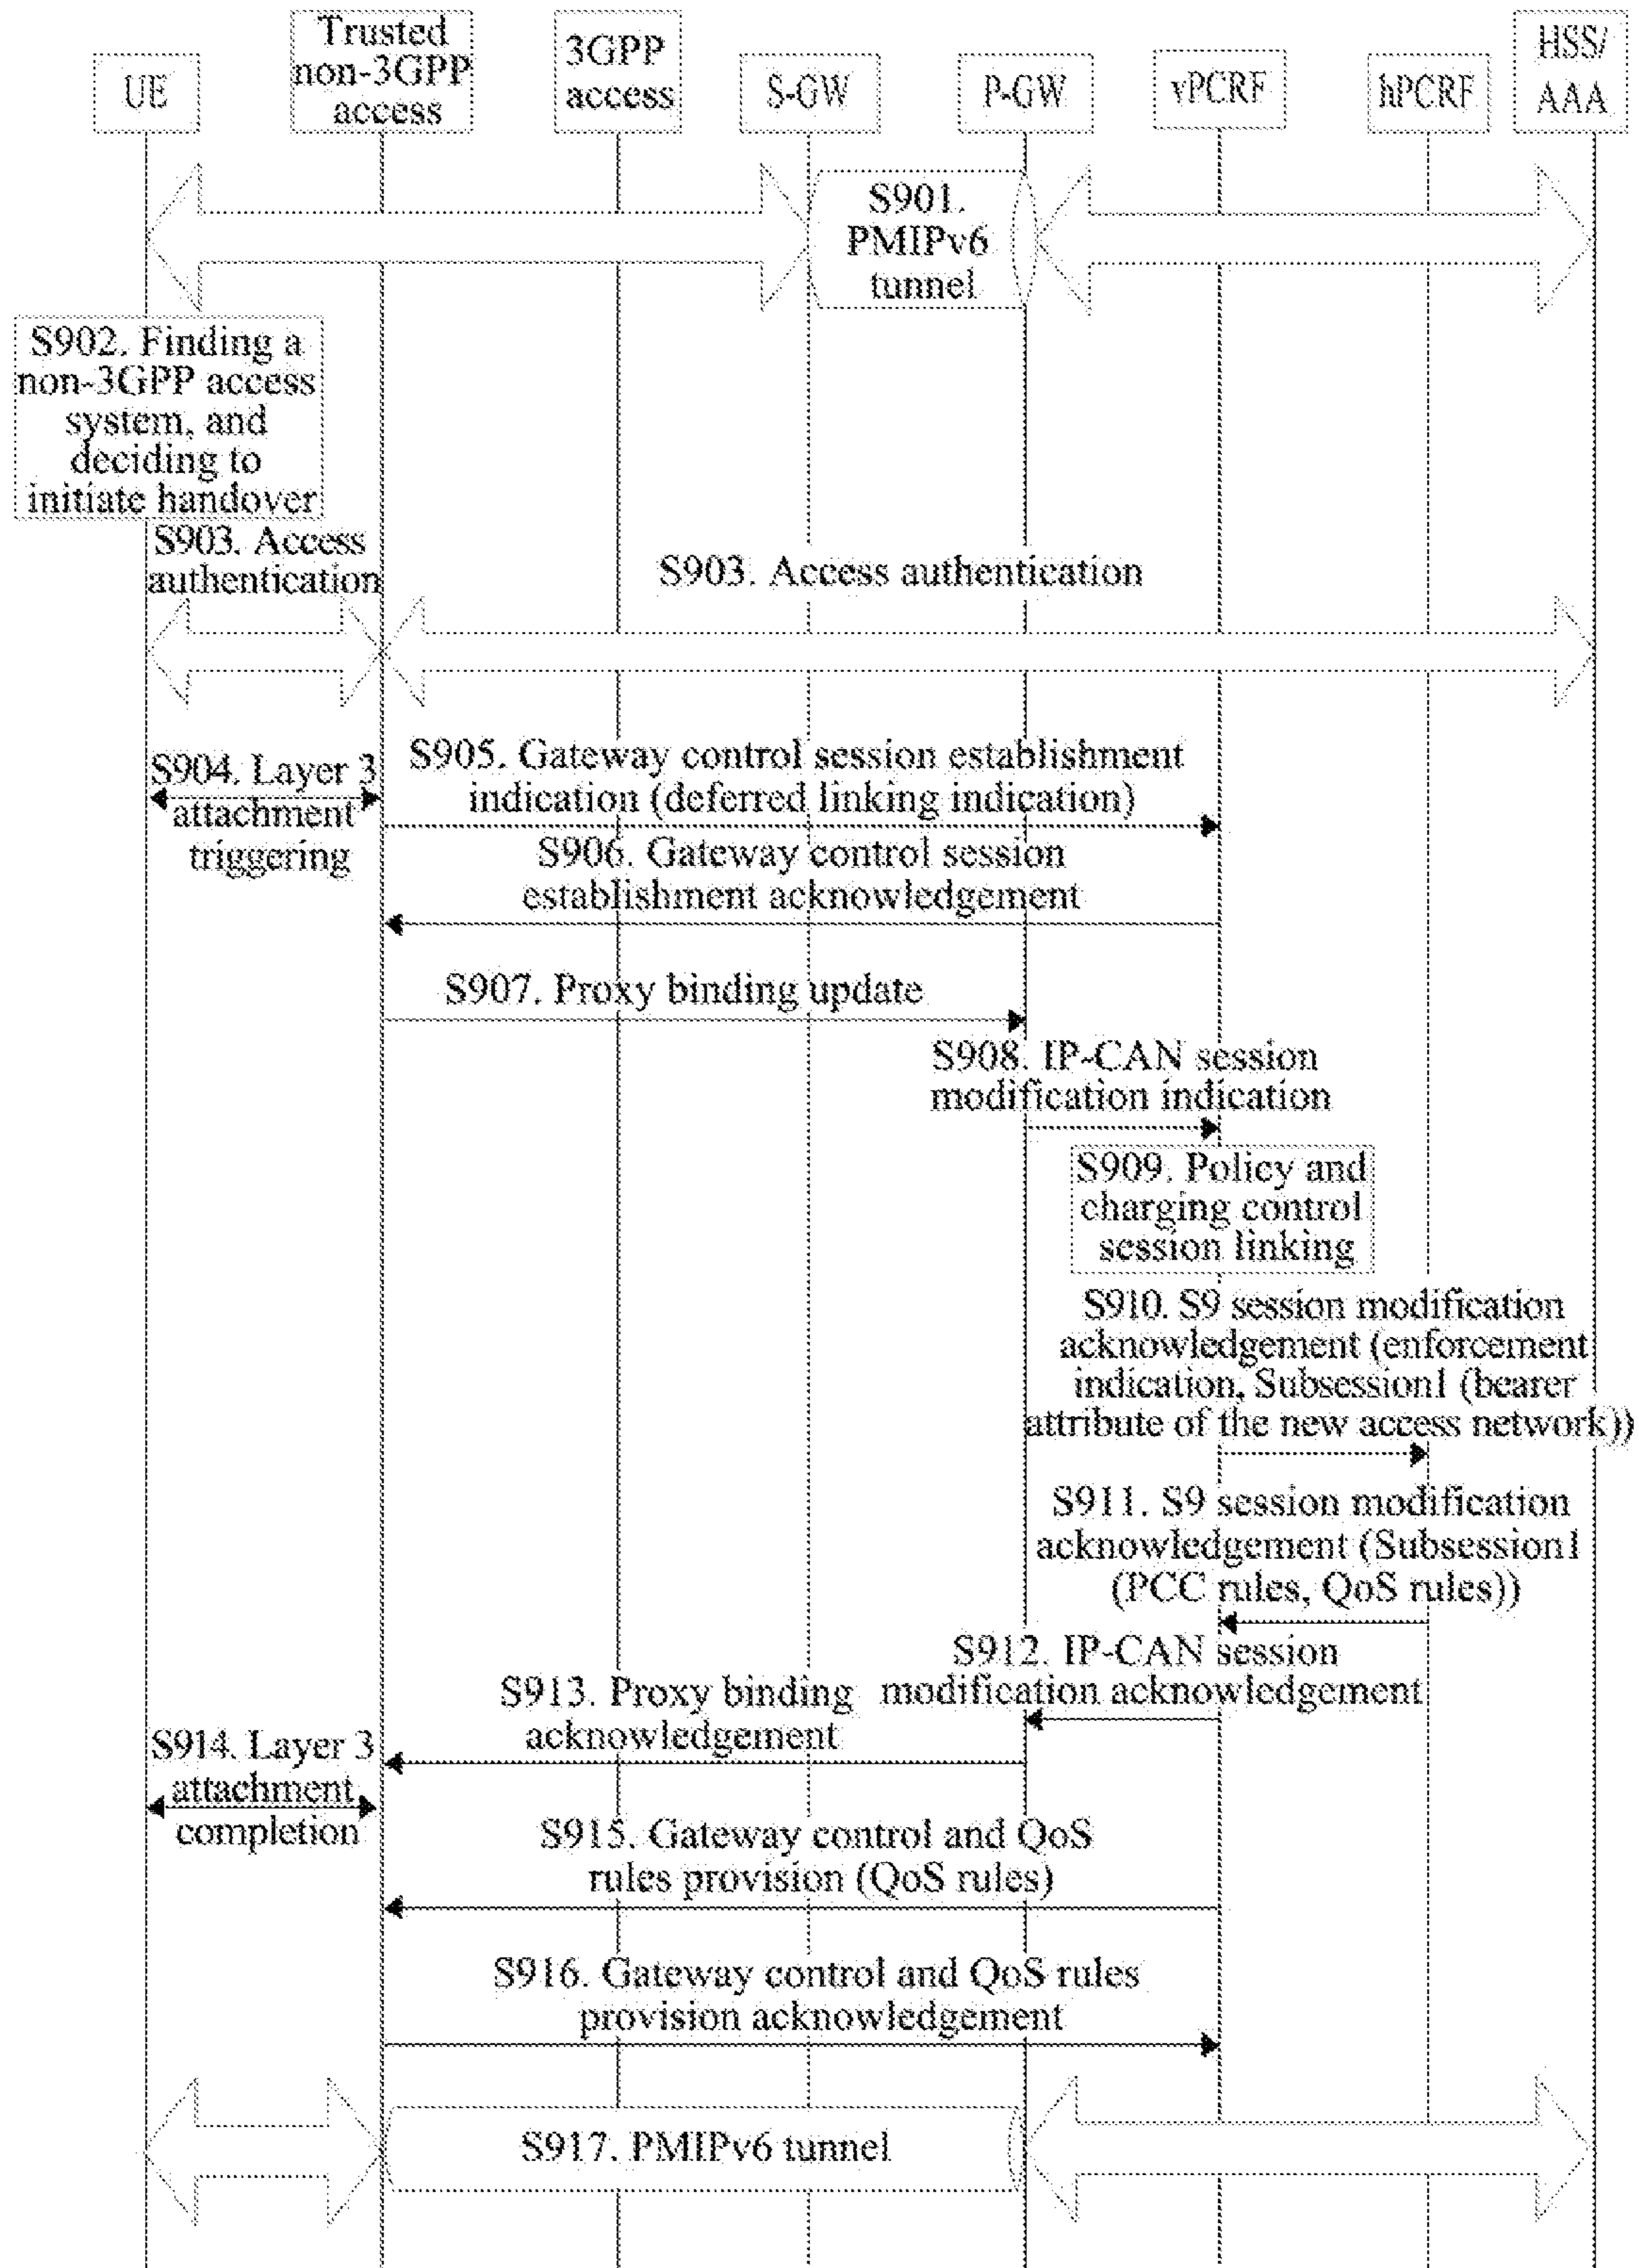 UE
Trusted
non-3GPP
access
3GPP
access
S-GW
P-GW
vPCRF
hPCRF
HSS/
AAA
S901.
PMIPv6
tunnel
S902. Finding a
non-3GPP access
system, and
deciding to
initiate handover
S903. Access
authentication
S903. Access authentication
S904. Layer 3
attachment
triggering
S905. Gateway control session establishment
indication (deferred linking indication)
S906. Gateway control session
establishment acknowledgement
S907. Proxy binding update
S908. IP-CAN session
modification indication
S909. Policy and
charging control
session linking
S910. S9 session modification
acknowledgement (enforcement
indication, Subsession1 (bearer
attribute of the new access network))
S911. S9 session modification
acknowledgement (Subsession1
(PCC rules, QoS rules))
S912. IP-CAN session
modification acknowledgement
S913. Proxy binding
acknowledgement
S914. Layer 3
attachment
completion
S915. Gateway control and QoS
rules provision (QoS rules)
S916. Gateway control and QoS rules
provision acknowledgement
S917. PMIPv6 tunnel